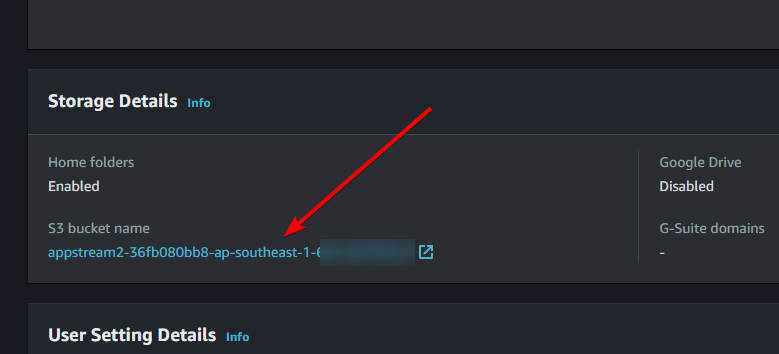 Storage Details Info
Home folders
Enabled
Google Drive
Disabled
S3 bucket name
appstream2-36fb080bb8-ap-southeast-1-6
G-Suite domains
-
User Setting Details Info